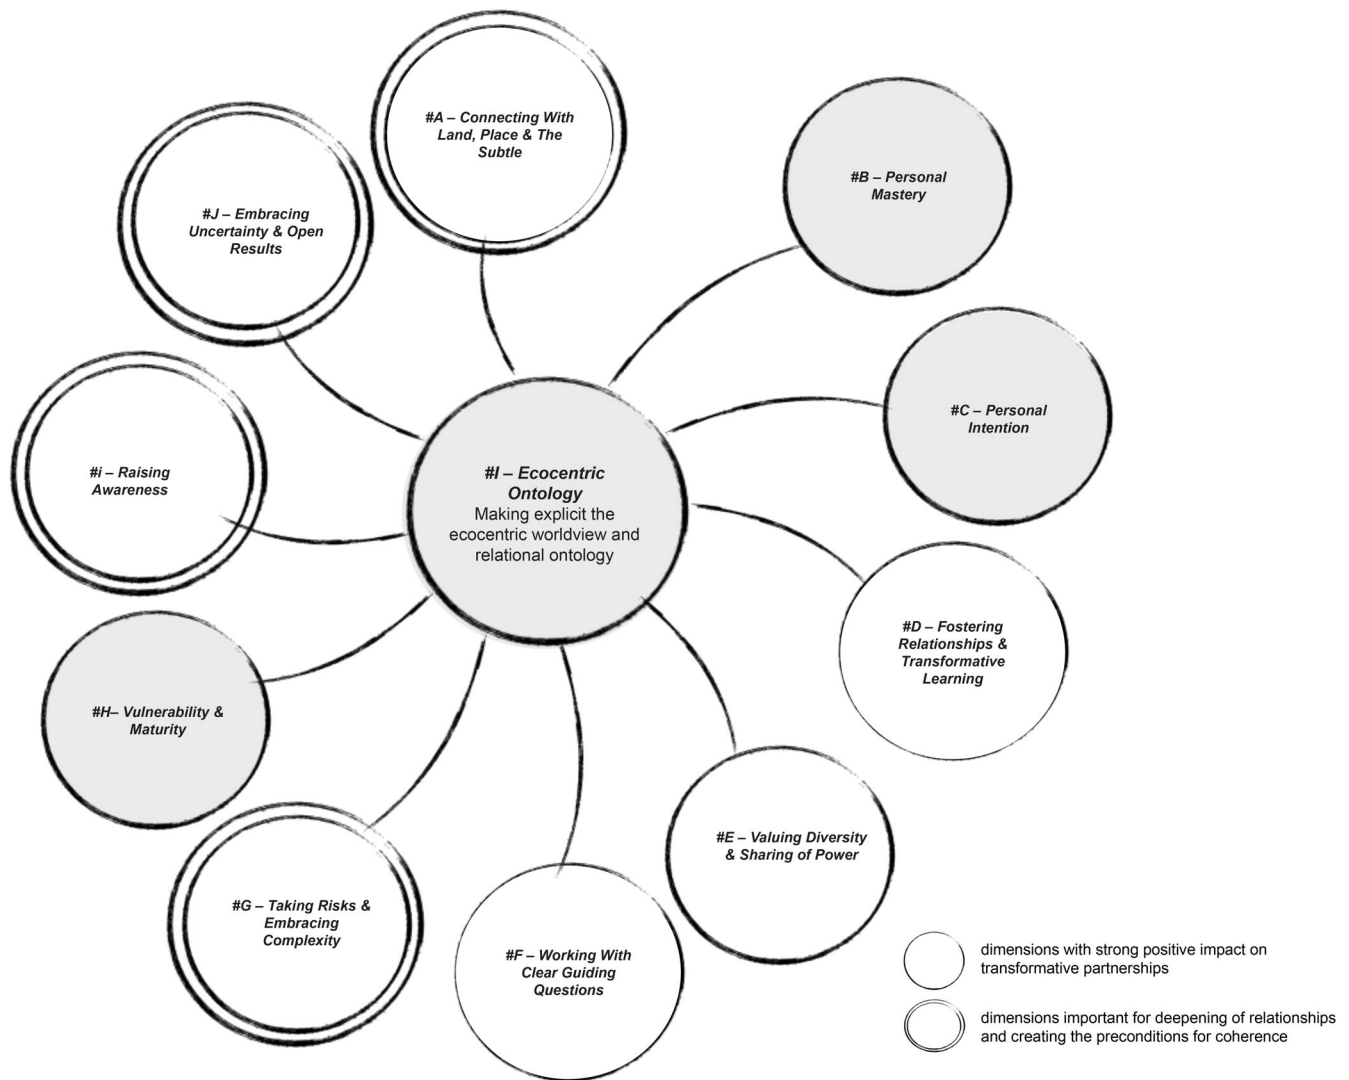 #A – Connecting With
Land, Place & The
Subtle
#B – Personal
Mastery
#J – Embracing
Uncertainty & Open
Results
#C – Personal
Intention
#i – Raising
Awareness
#I – Ecocentric
Ontology
Making explicit the
ecocentric worldview and
relational ontology
#D – Fostering
Relationships &
Transformative
Learning
#H– Vulnerability &
Maturity
#E – Valuing Diversity
& Sharing of Power
#G – Taking Risks &
Embracing
Complexity
#F – Working With
Clear Guiding
Questions
dimensions with strong positive impact on
transformative partnerships
dimensions important for deepening of relationships
and creating the preconditions for coherence